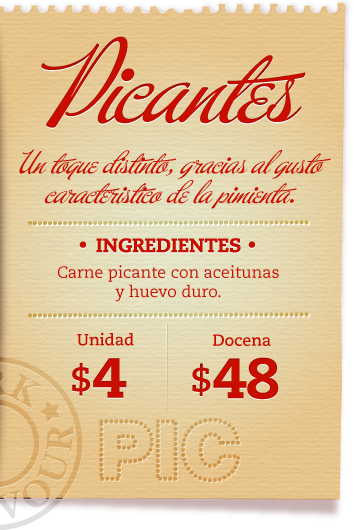 Picantes
Un toque distinto, gracias al gusto
caracteristico de la pimienta.
• INGREDIENTES •
Carne picante con aceitunas
y huevo duro.
Unidad Docena
$4 $48
PIC